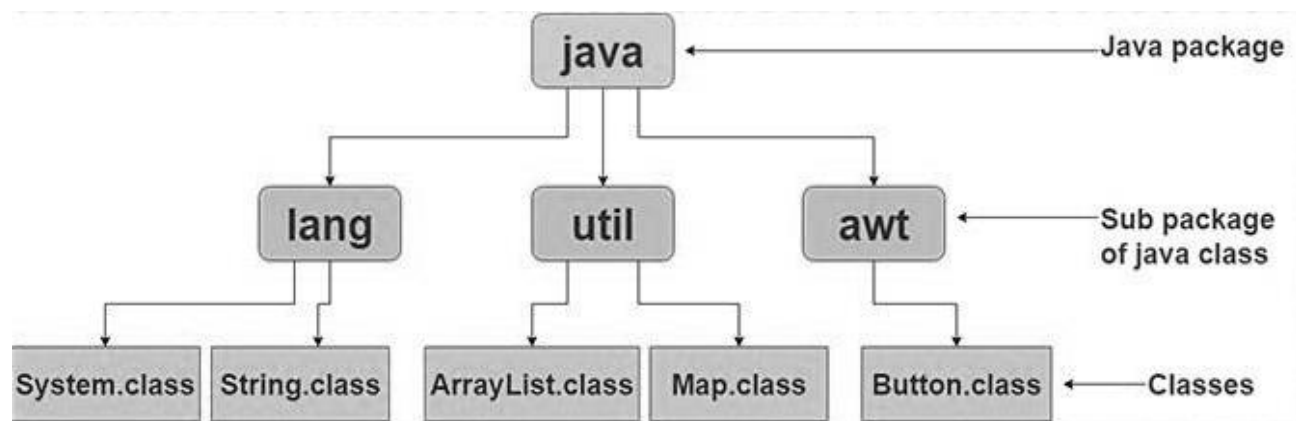 java
Java package
lang
util
awt
Sub package
of java class
System.class
String.class
ArrayList.class
Map.class
Button.class
Classes